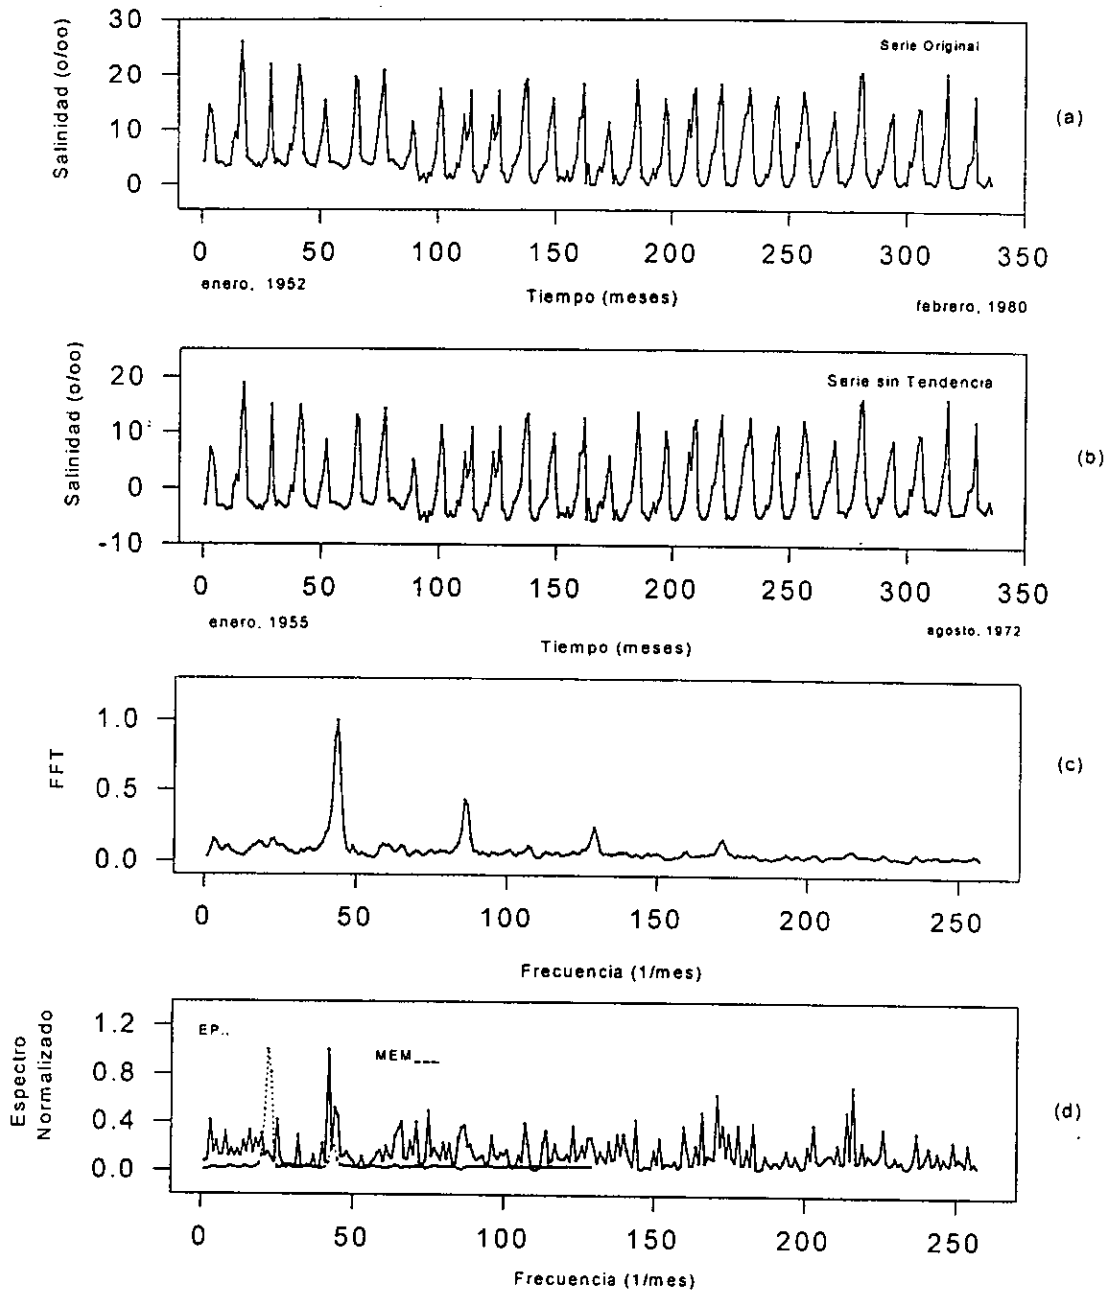 30
20
10
0
Salinidad (o/oo)
Serie Original
(a)
0 50 100 150 200 250 300 350
enero, 1952
Tiempo (meses)
febrero, 1980
20
10
0
-10
Salinidad (o/oo)
Serie sin Tendencia
(b)
0 50 100 150 200 250 300 350
enero, 1955
Tiempo (meses)
agosto, 1972
1.0
0.5
0.0
FFT
(c)
0 50 100 150 200 250
Frecuencia (1/mes)
1.2
0.8
0.4
0.0
Espectro
Normalizado
EP..
MEM___
(d)
0 50 100 150 200 250
Frecuencia (1/mes)